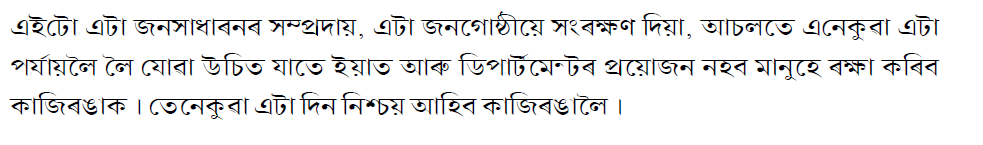 এইটো এটা জনসাধাৰনৰ সম্প্ৰদায়, এটা জনগোষ্ঠীয়ে সংৰক্ষণ দিয়া, আচলতে এনেকুৱা এটা
পৰ্যায়লৈ লৈ যোৱা উচিত যাতে ইয়াত আৰু ডিপাৰ্টমেন্টৰ প্ৰয়োজন নহব মানুহে ৰক্ষা কৰিব
কাজিৰঙাক । তেনেকুৱা এটা দিন নিশ্চয় আহিব কাজিৰঙালৈ ।